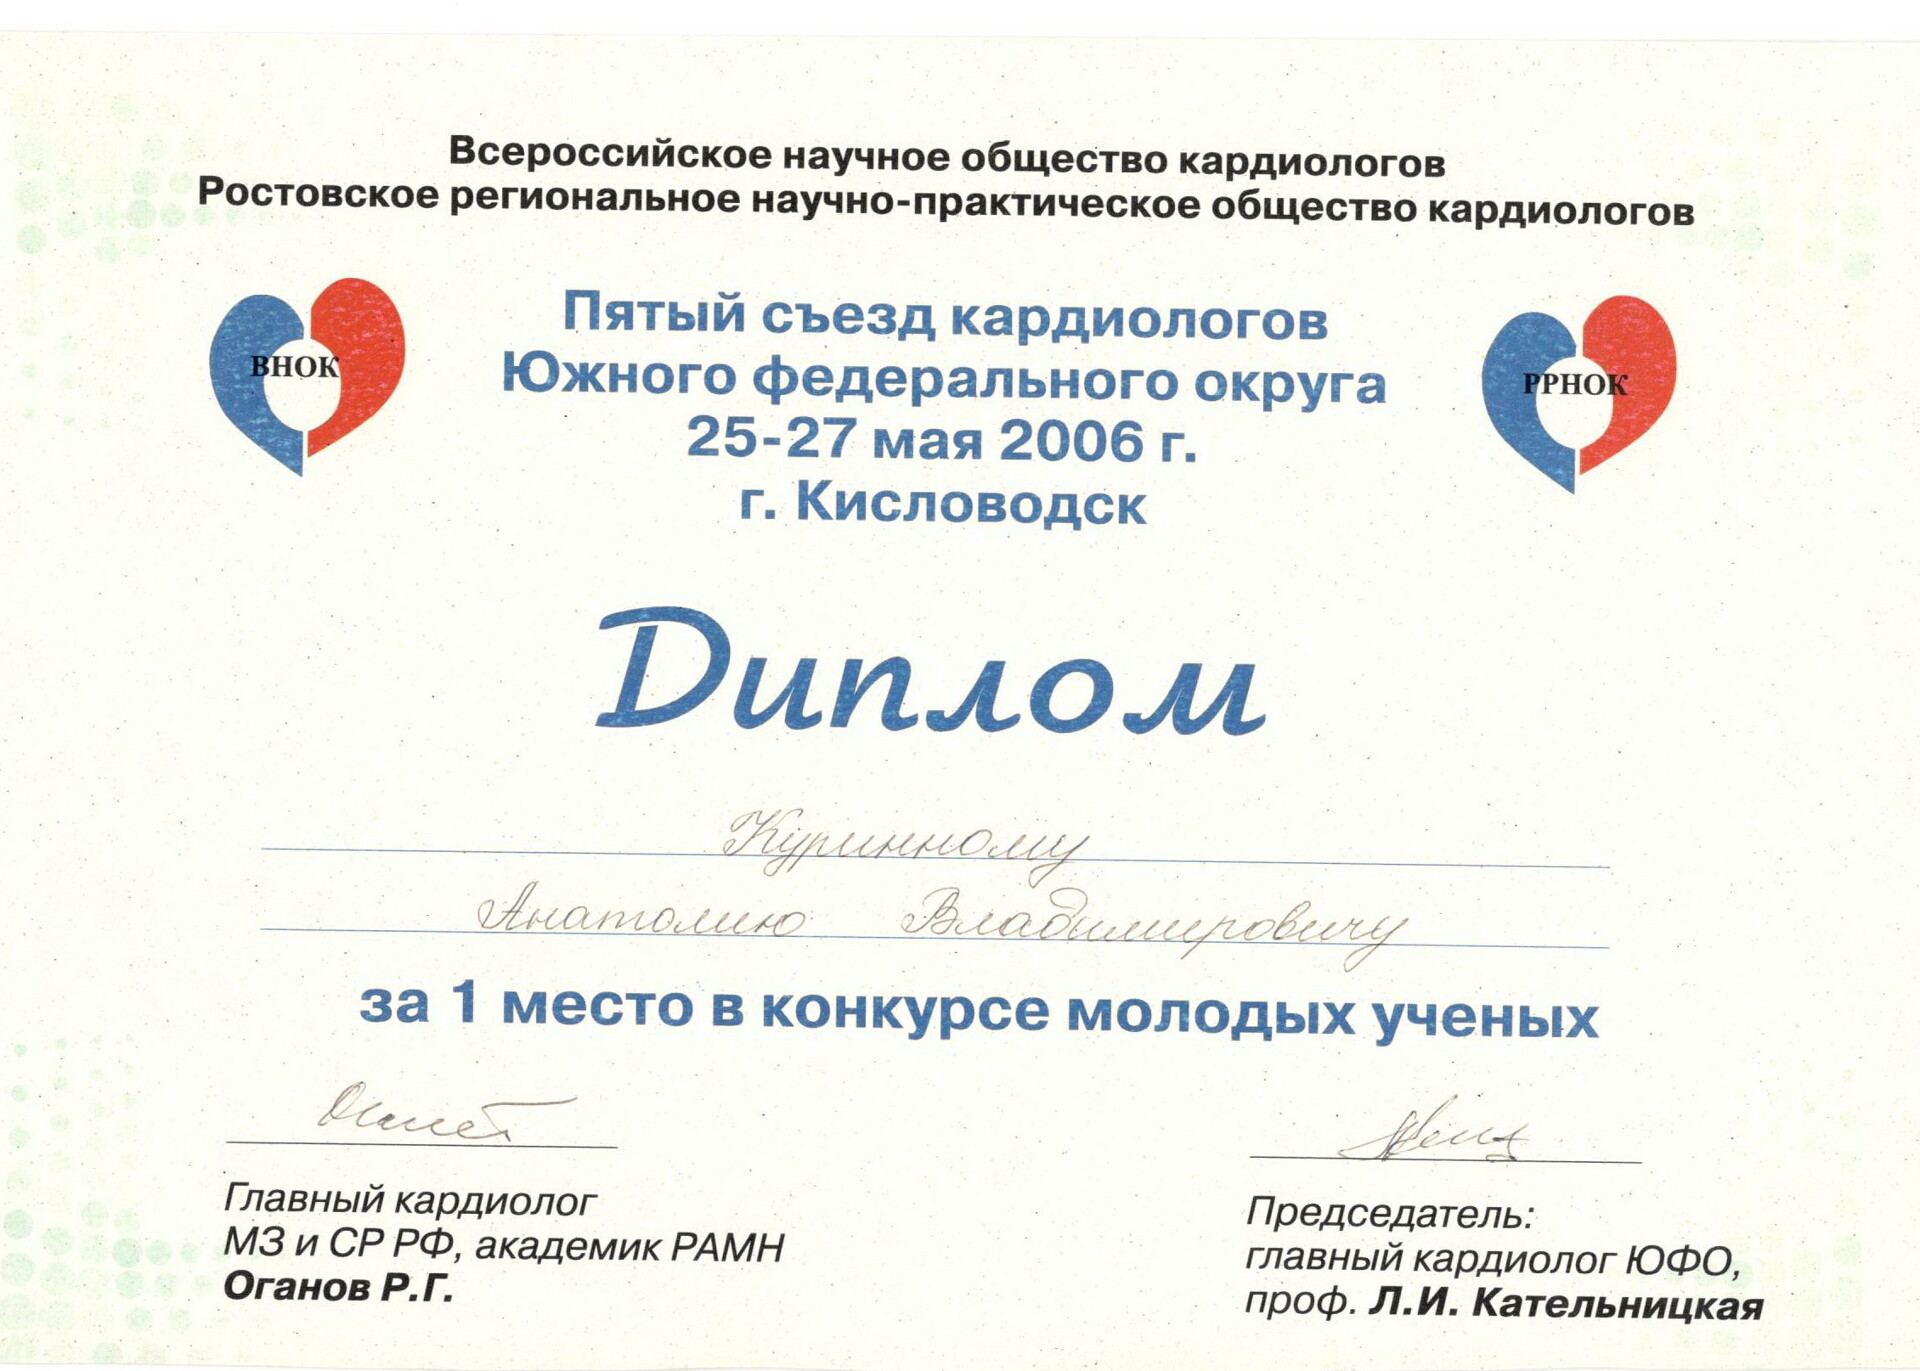 Всероссийское научное общество кардиологов
Ростовское региональное научно-практическое общество кардиологов
ВНОК
Пятый съезд кардиологов
Южного федерального округа
25-27 мая 2006 г.
г. Кисловодск
РРНОК
Диплом
Куринному
Анатолию Владимировичу
за 1 место в конкурсе молодых ученых
Главный кардиолог
МЗ и СР РФ, академик РАМН
Оганов Р.Г.
Председатель:
главный кардиолог ЮФО,
проф. Л.И. Кательницкая